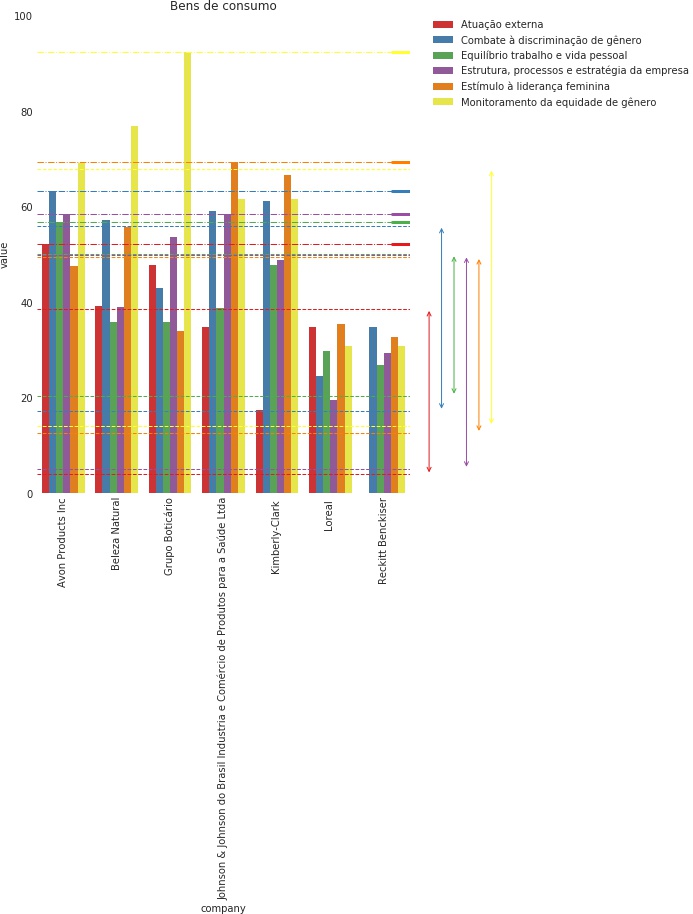 Bens de consumo
100
80
60
40
20
0
value
Atuação externa
Combate à discriminação de gênero
Equilíbrio trabalho e vida pessoal
Estrutura, processos e estratégia da empresa
Estímulo à liderança feminina
Monitoramento da equidade de gênero
Avon Products Inc
Beleza Natural
Grupo Boticário
Johnson & Johnson do Brasil Industria e Comércio de Produtos para a Saúde Ltda
Kimberly-Clark
Loreal
Reckitt Benckiser
company